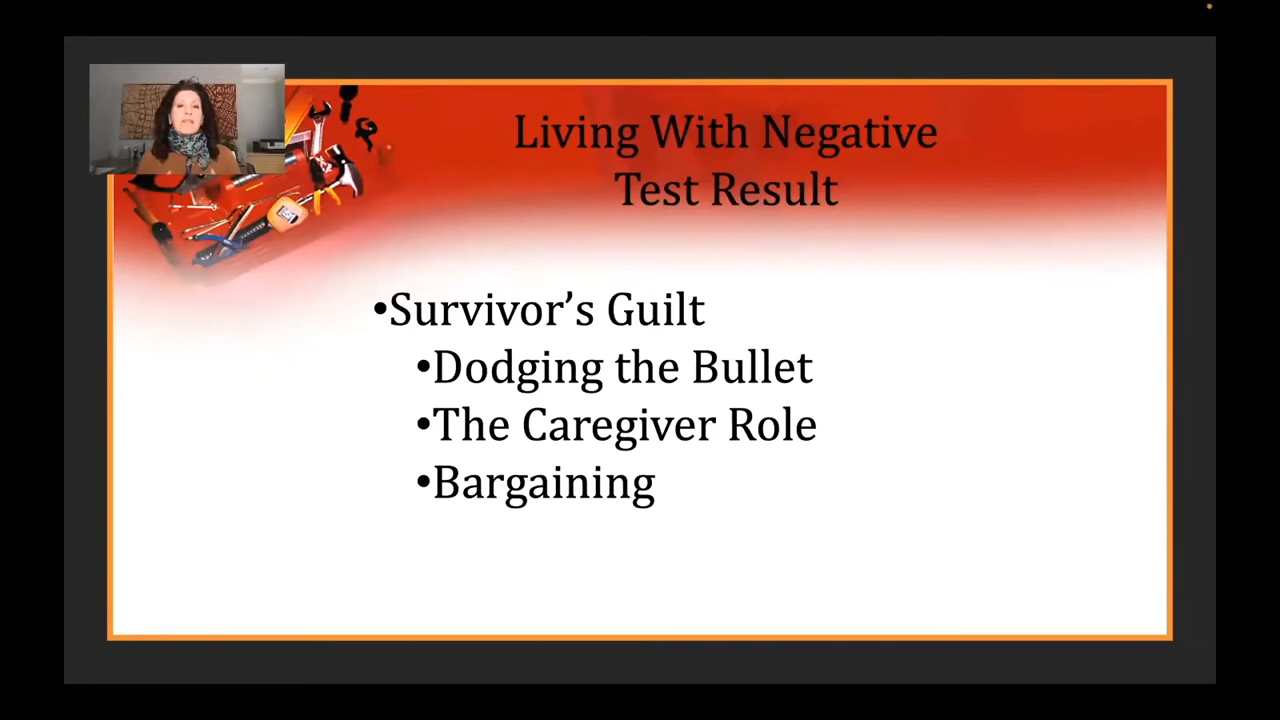 Living With Negative
Test Result
•Survivor’s Guilt
•Dodging the Bullet
•The Caregiver Role
•Bargaining